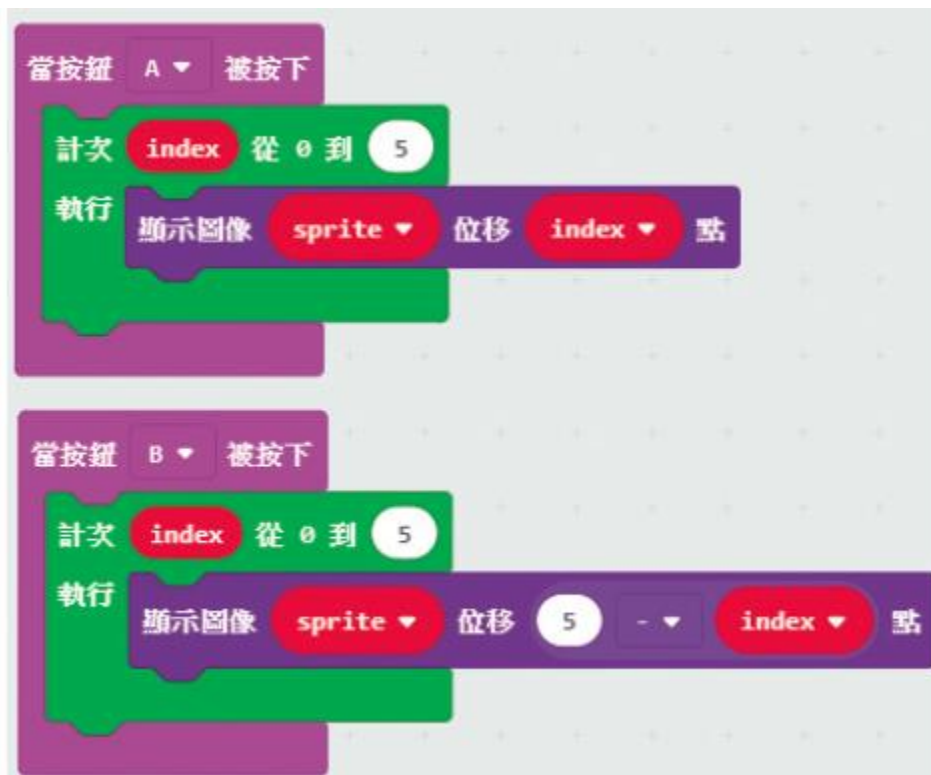 當按鈕 A 被按下
計次 index 從 0 到 5
執行
顯示圖像 sprite 位移 index 點
當按鈕 B 被按下
計次 index 從 0 到 5
執行
顯示圖像 sprite 位移 5 - index 點